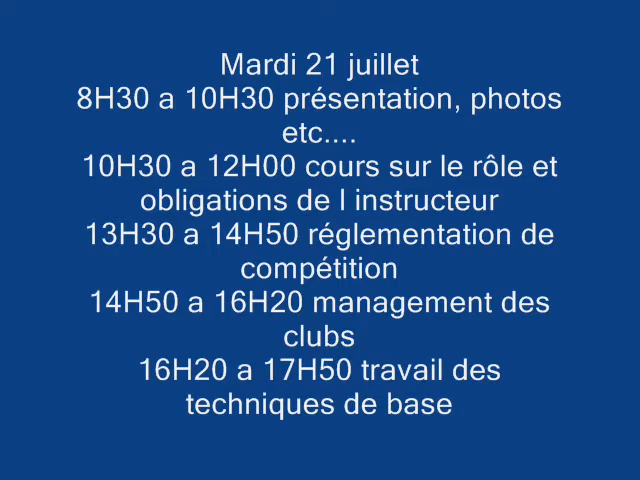 Mardi 21 juillet
8H30 a 10H30 présentation, photos
etc....
10H30 a 12H00 cours sur le rôle et
obligations de l instructeur
13H30 a 14H50 réglementation de
compétition
14H50 a 16H20 management des
clubs
16H20 a 17H50 travail des
techniques de base